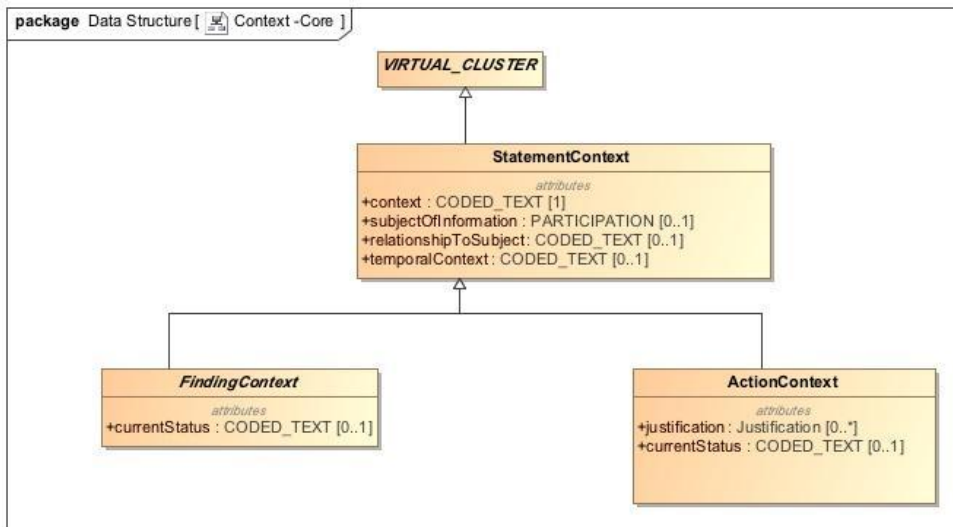 package Data Structure [ Context -Core ]
VIRTUAL_CLUSTER
StatementContext
attributes
+context : CODED_TEXT [1]
+subjectOfInformation : PARTICIPATION [0..1]
+relationshipToSubject : CODED_TEXT [0..1]
+temporalContext : CODED_TEXT [0..1]
FindingContext
attributes
+currentStatus : CODED_TEXT [0..1]
ActionContext
attributes
+justification : Justification [0..*]
+currentStatus : CODED_TEXT [0..1]